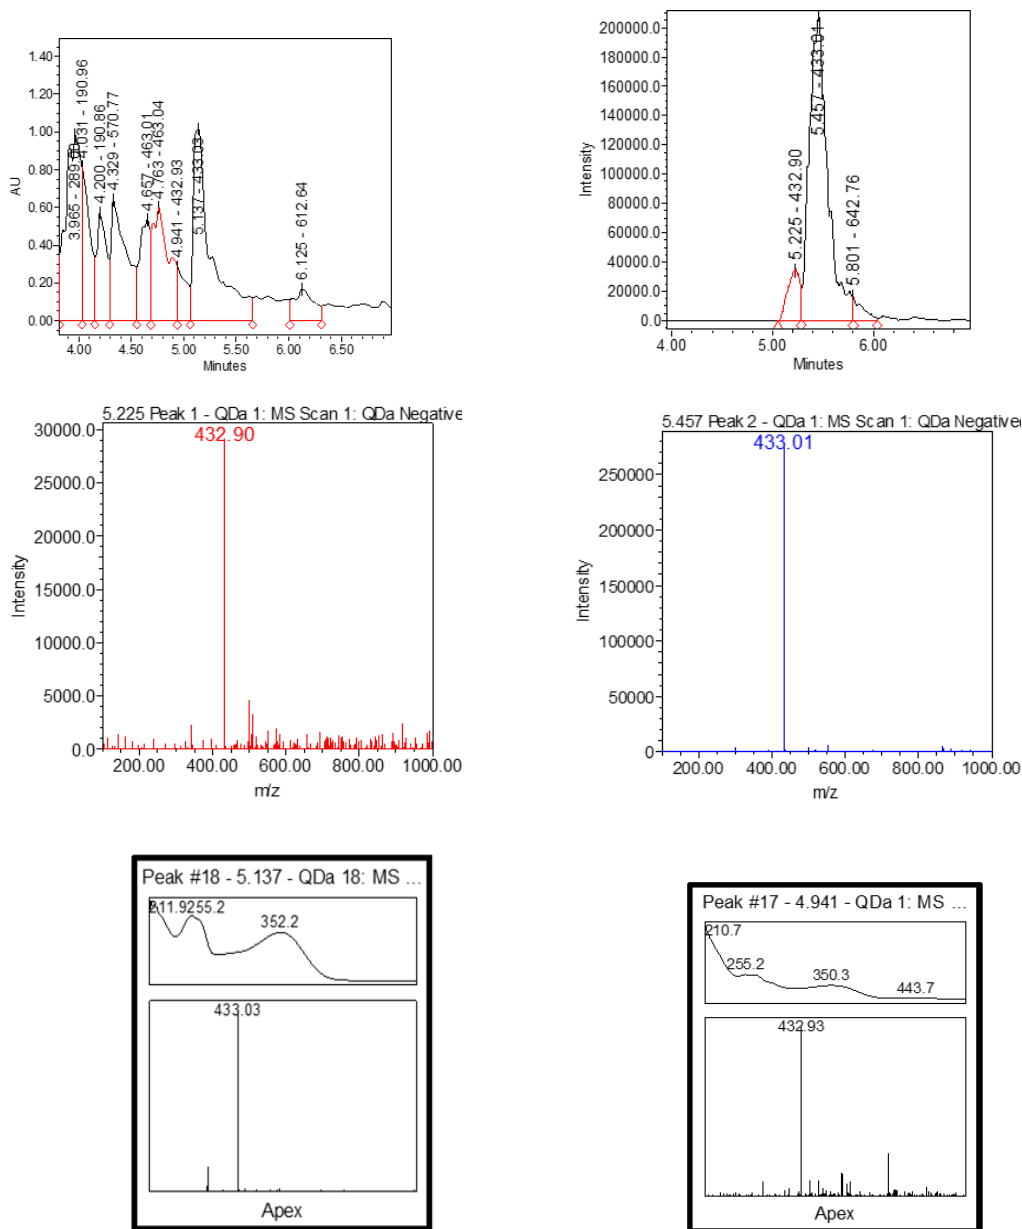 1.40
1.20
1.00
0.80
0.60
0.40
0.20
0.00
AU
4.031 - 190.96
4.200 - 190.86
4.329 - 570.77
4.657 - 463.01
4.763 - 463.04
4.941 - 432.93
5.137 - 433.03
6.125 - 612.64
4.00 4.50 5.00 5.50 6.00 6.50
Minutes
200000.0
180000.0
160000.0
140000.0
120000.0
100000.0
80000.0
60000.0
40000.0
20000.0
0.0
Intensity
5.225 - 432.90
5.457 - 433.01
5.801 - 642.76
4.00 5.00 6.00
Minutes
5.225 Peak 1 - QDa 1: MS Scan 1: QDa Negative
432.90
30000.0
25000.0
20000.0
15000.0
10000.0
5000.0
0.0
Intensity
200.00 400.00 600.00 800.00 1000.00
m/z
5.457 Peak 2 - QDa 1: MS Scan 1: QDa Negative
433.01
250000
200000
150000
100000
50000
0
Intensity
200.00 400.00 600.00 800.00 1000.00
m/z
Peak #18 - 5.137 - QDa 18: MS ...
255.2
352.2
433.03
Apex
Peak #17 - 4.941 - QDa 1: MS ...
210.7
255.2
350.3
443.7
432.93
Apex